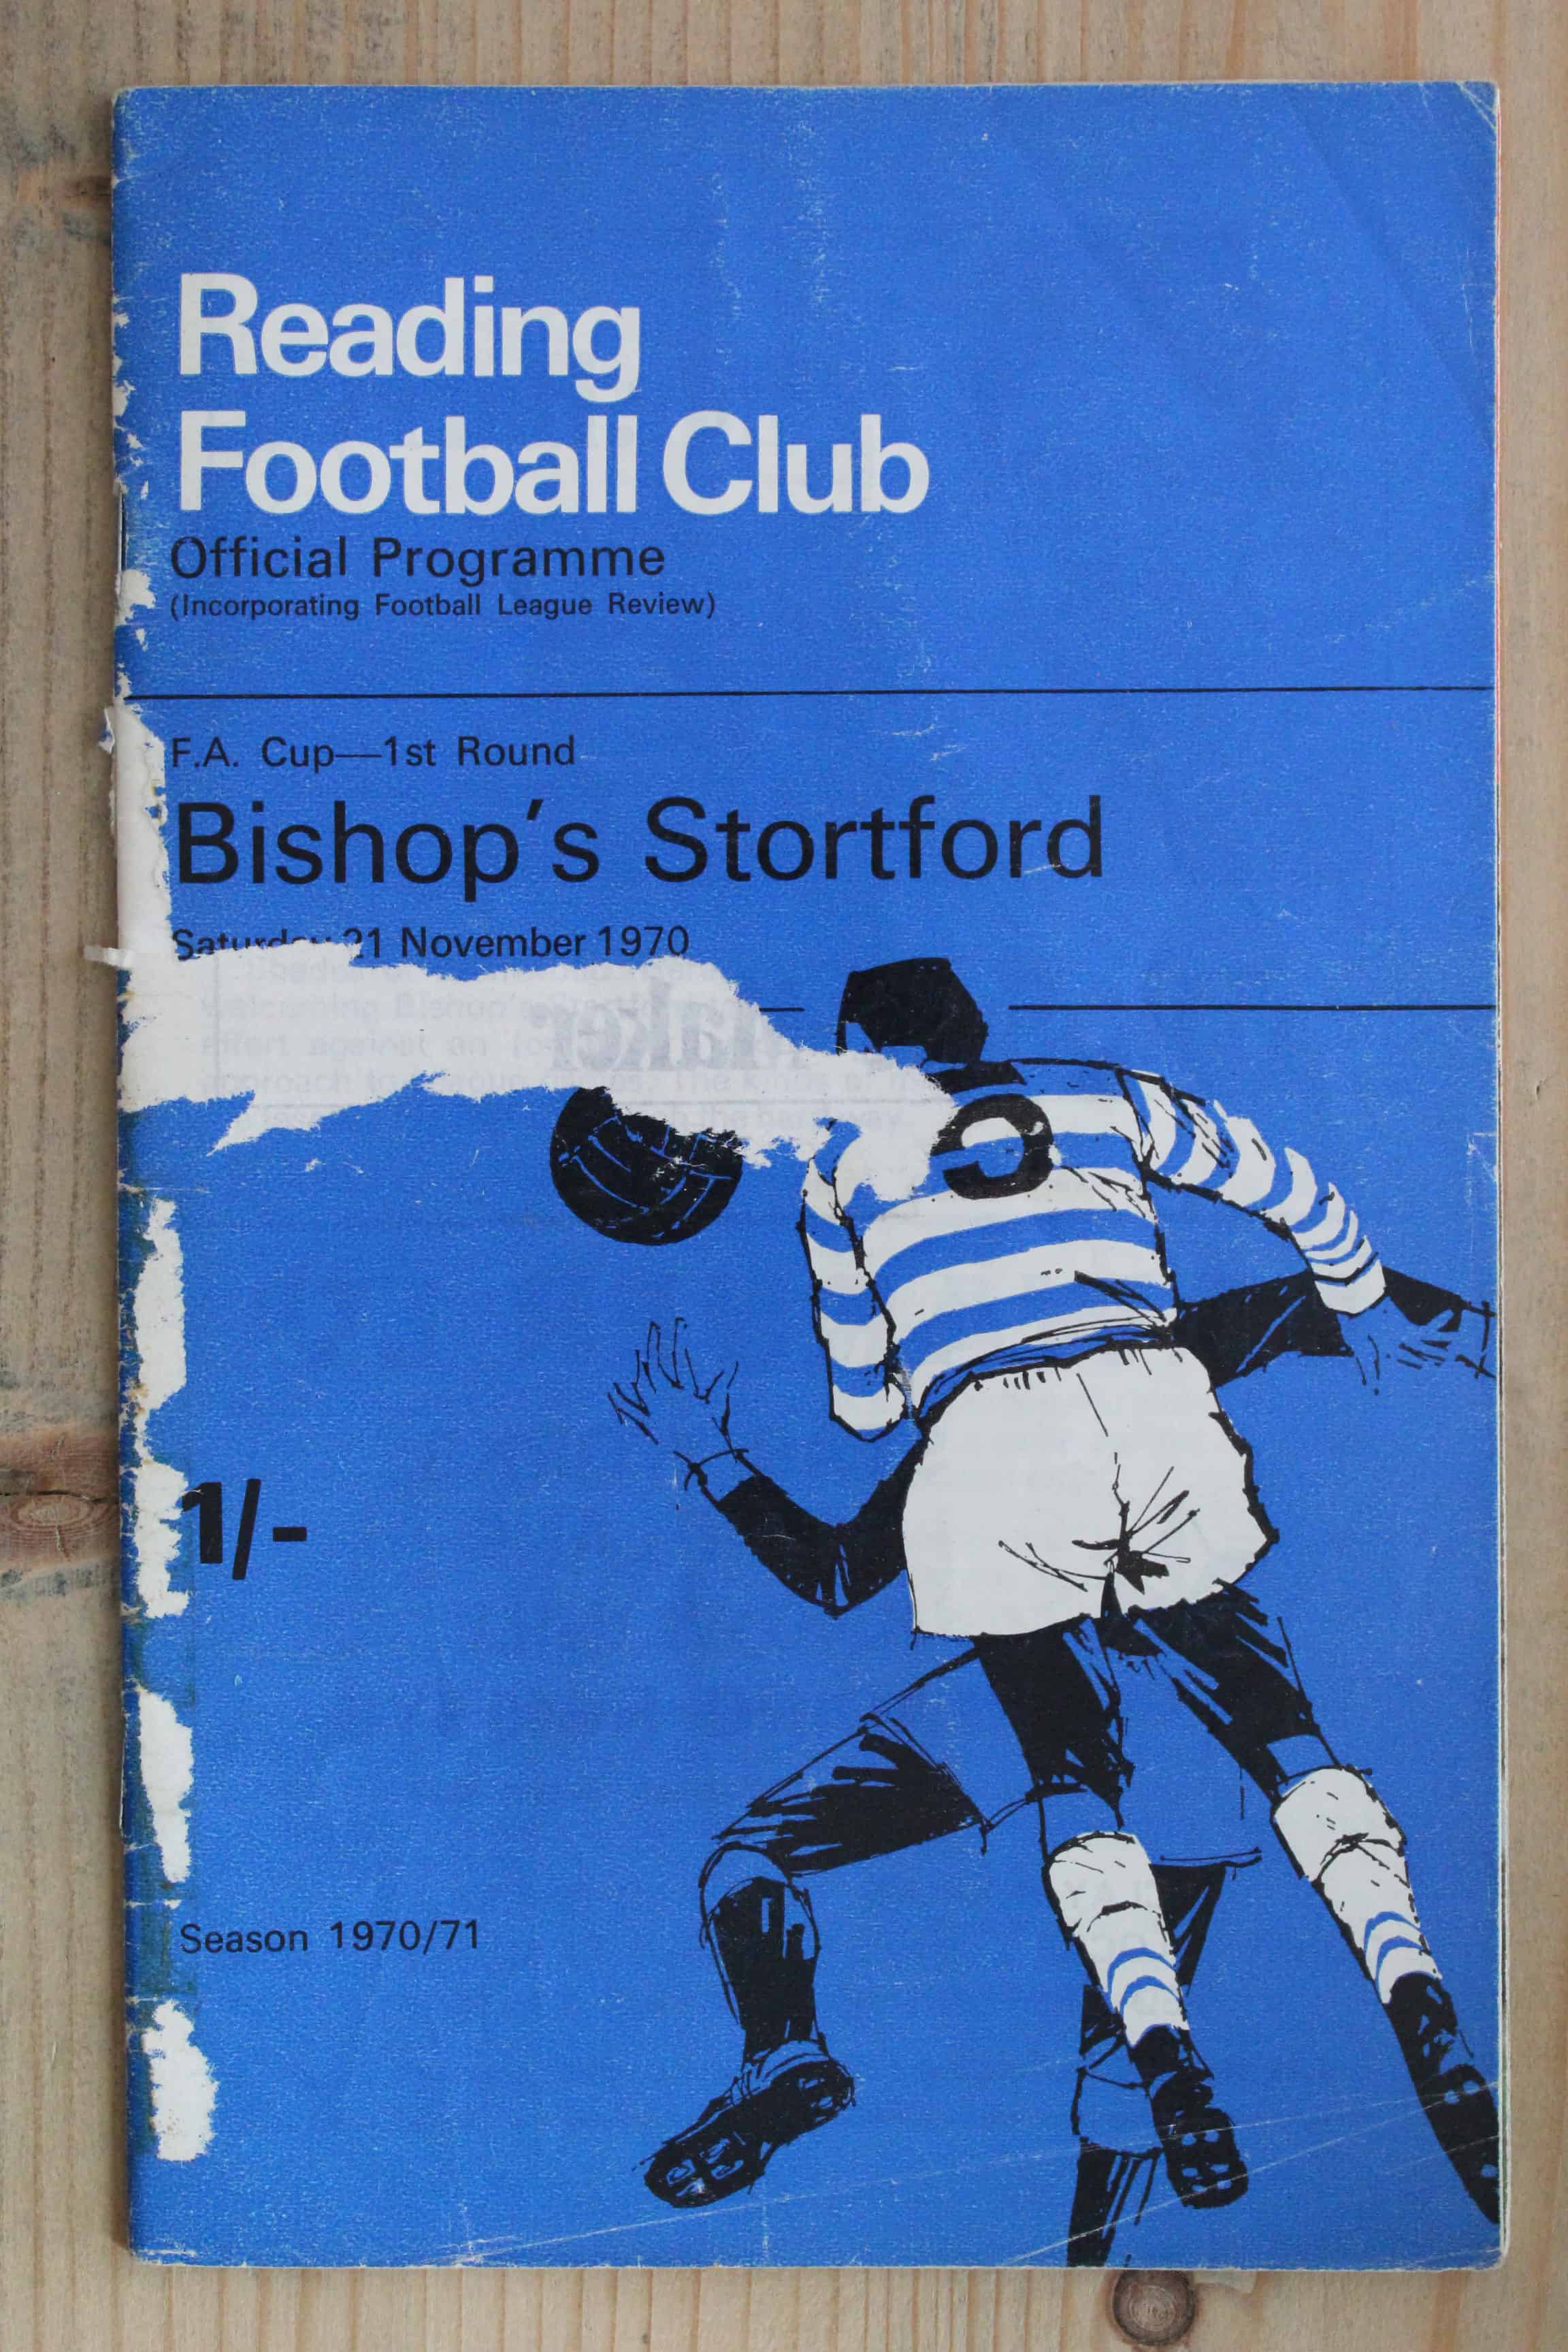 Reading
Football Club
Official Programme
(Incorporating Football League Review)
F.A. Cup—1st Round
Bishop's Stortford
Saturday 21 November 1970
1/-
Season 1970/71